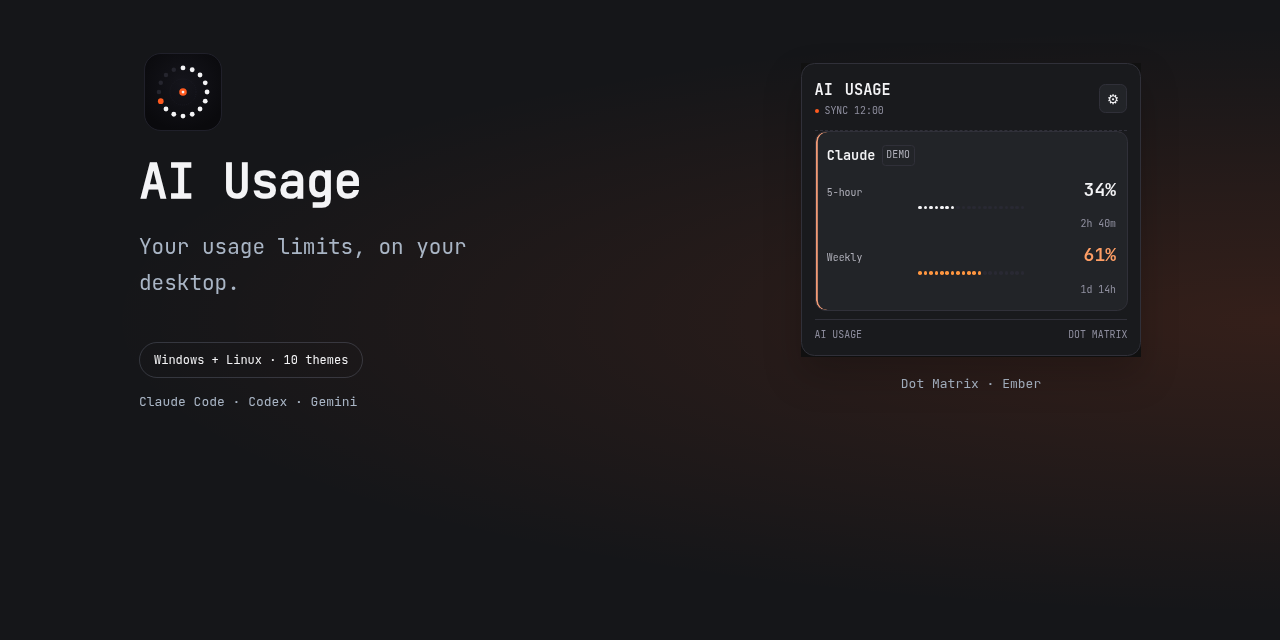 AI Usage
Your usage limits, on your
desktop.
Windows + Linux · 10 themes
Claude Code · Codex · Gemini
AI USAGE
SYNC 12:00
Claude DEMO
5-hour 34%
2h 40m
Weekly 61%
1d 14h
AI USAGE DOT MATRIX
Dot Matrix · Ember